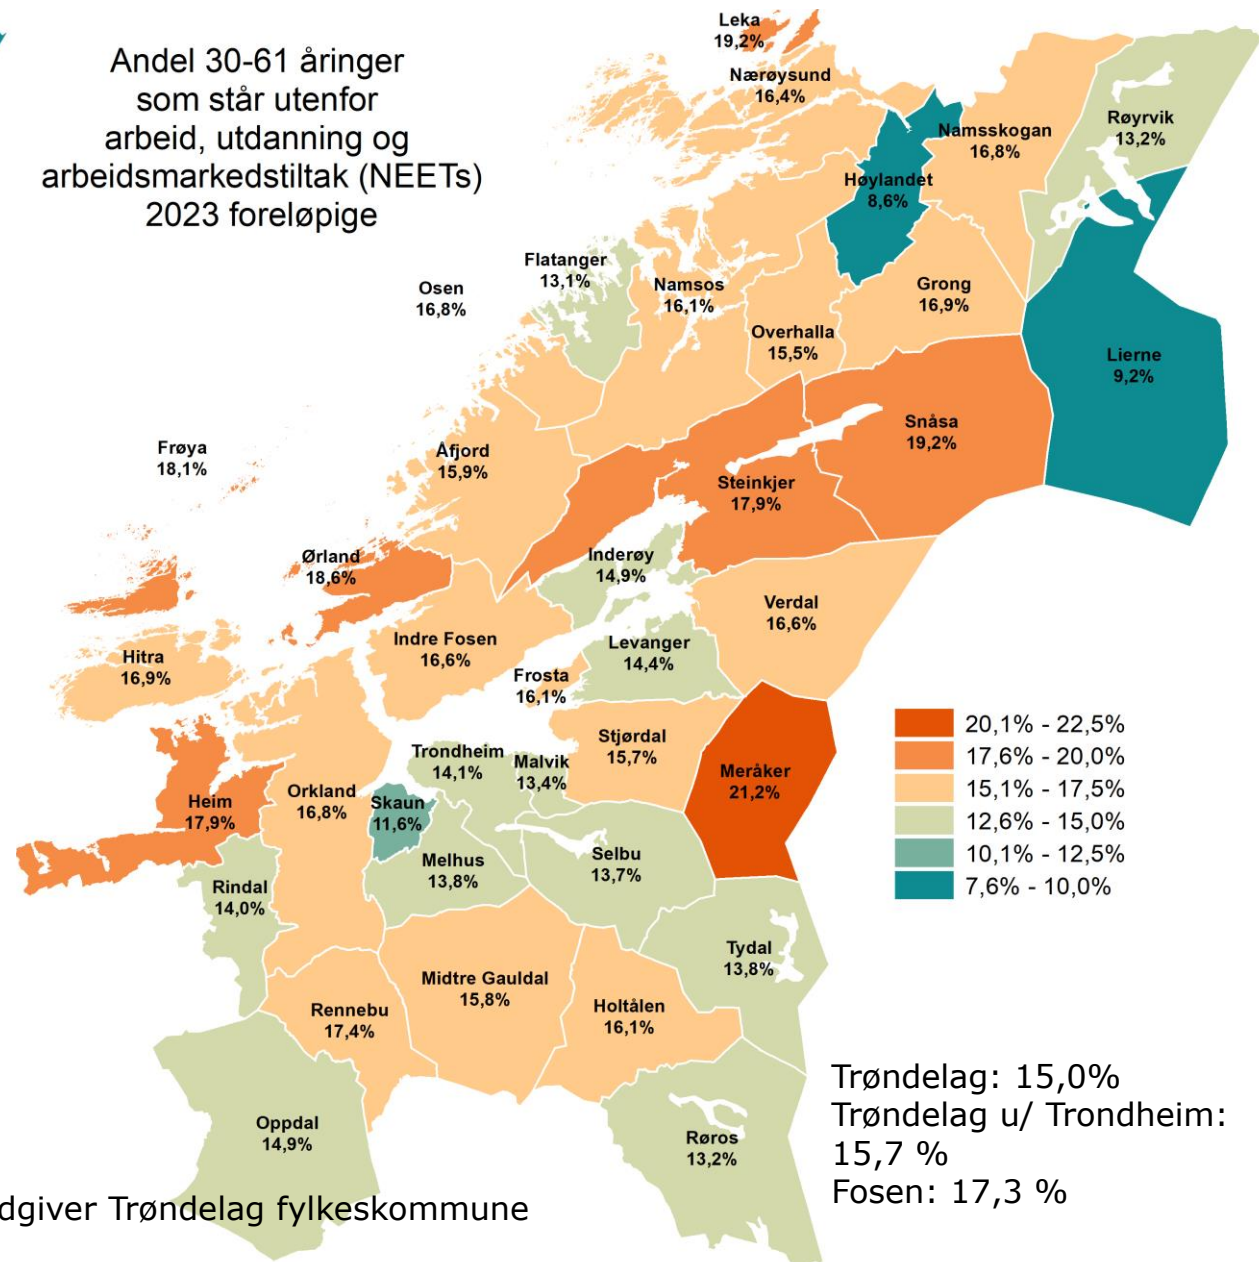 Andel 30-61 åringer
som står utenfor
arbeid, utdanning og
arbeidsmarkedstiltak (NEETs)
2023 foreløpige
Leka
19,2%
Nærøysund
16,4%
Namsskogan
16,8%
Røyrvik
13,2%
Høylandet
8,6%
Flatanger
13,1%
Osen
16,8%
Namsos
16,1%
Grong
16,9%
Overhalla
15,5%
Lierne
9,2%
Snåsa
19,2%
Frøya
18,1%
Åfjord
15,9%
Steinkjer
17,9%
Ørland
18,6%
Inderøy
14,9%
Verdal
16,6%
Indre Fosen
16,6%
Levanger
14,4%
Hitra
16,9%
Frosta
16,1%
Stjørdal
15,7%
Trondheim
14,1%
Malvik
13,4%
Meråker
21,2%
Heim
17,9%
Orkland
16,8%
Skaun
11,6%
Melhus
13,8%
Selbu
13,7%
Rindal
14,0%
Tydal
13,8%
Midtre Gauldal
15,8%
Holtålen
16,1%
Rennebu
17,4%
Oppdal
14,9%
Røros
13,2%
20,1% - 22,5%
17,6% - 20,0%
15,1% - 17,5%
12,6% - 15,0%
10,1% - 12,5%
7,6% - 10,0%
Trøndelag: 15,0%
Trøndelag u/ Trondheim:
15,7 %
Fosen: 17,3 %
dgiver Trøndelag fylkeskommune